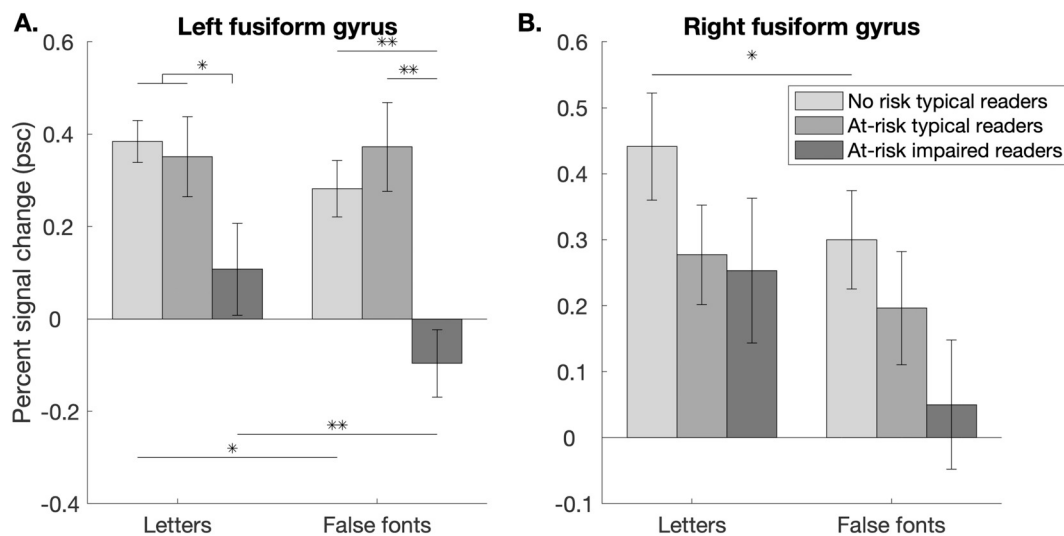 A.
Left fusiform gyrus
0.6
0.4
0.2
0
-0.2
-0.4
Percent signal change (psc)
*
**
**
**
*
Letters
False fonts
B.
Right fusiform gyrus
0.6
0.5
0.4
0.3
0.2
0.1
0
-0.1
*
No risk typical readers
At-risk typical readers
At-risk impaired readers
Letters
False fonts